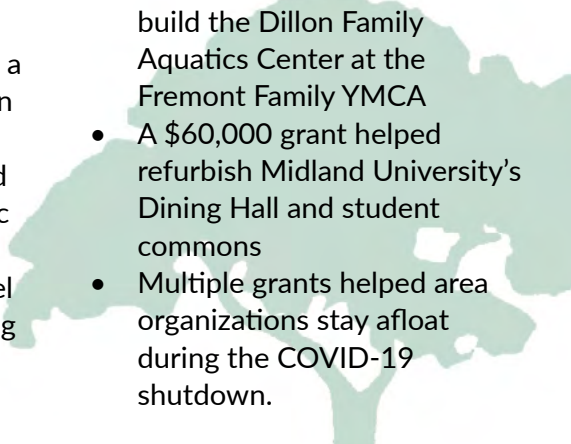 a
n
d
c
el
g
build the Dillon Family
Aquatics Center at the
Fremont Family YMCA
• A $60,000 grant helped
refurbish Midland University’s
Dining Hall and student
commons
• Multiple grants helped area
organizations stay afloat
during the COVID-19
shutdown.